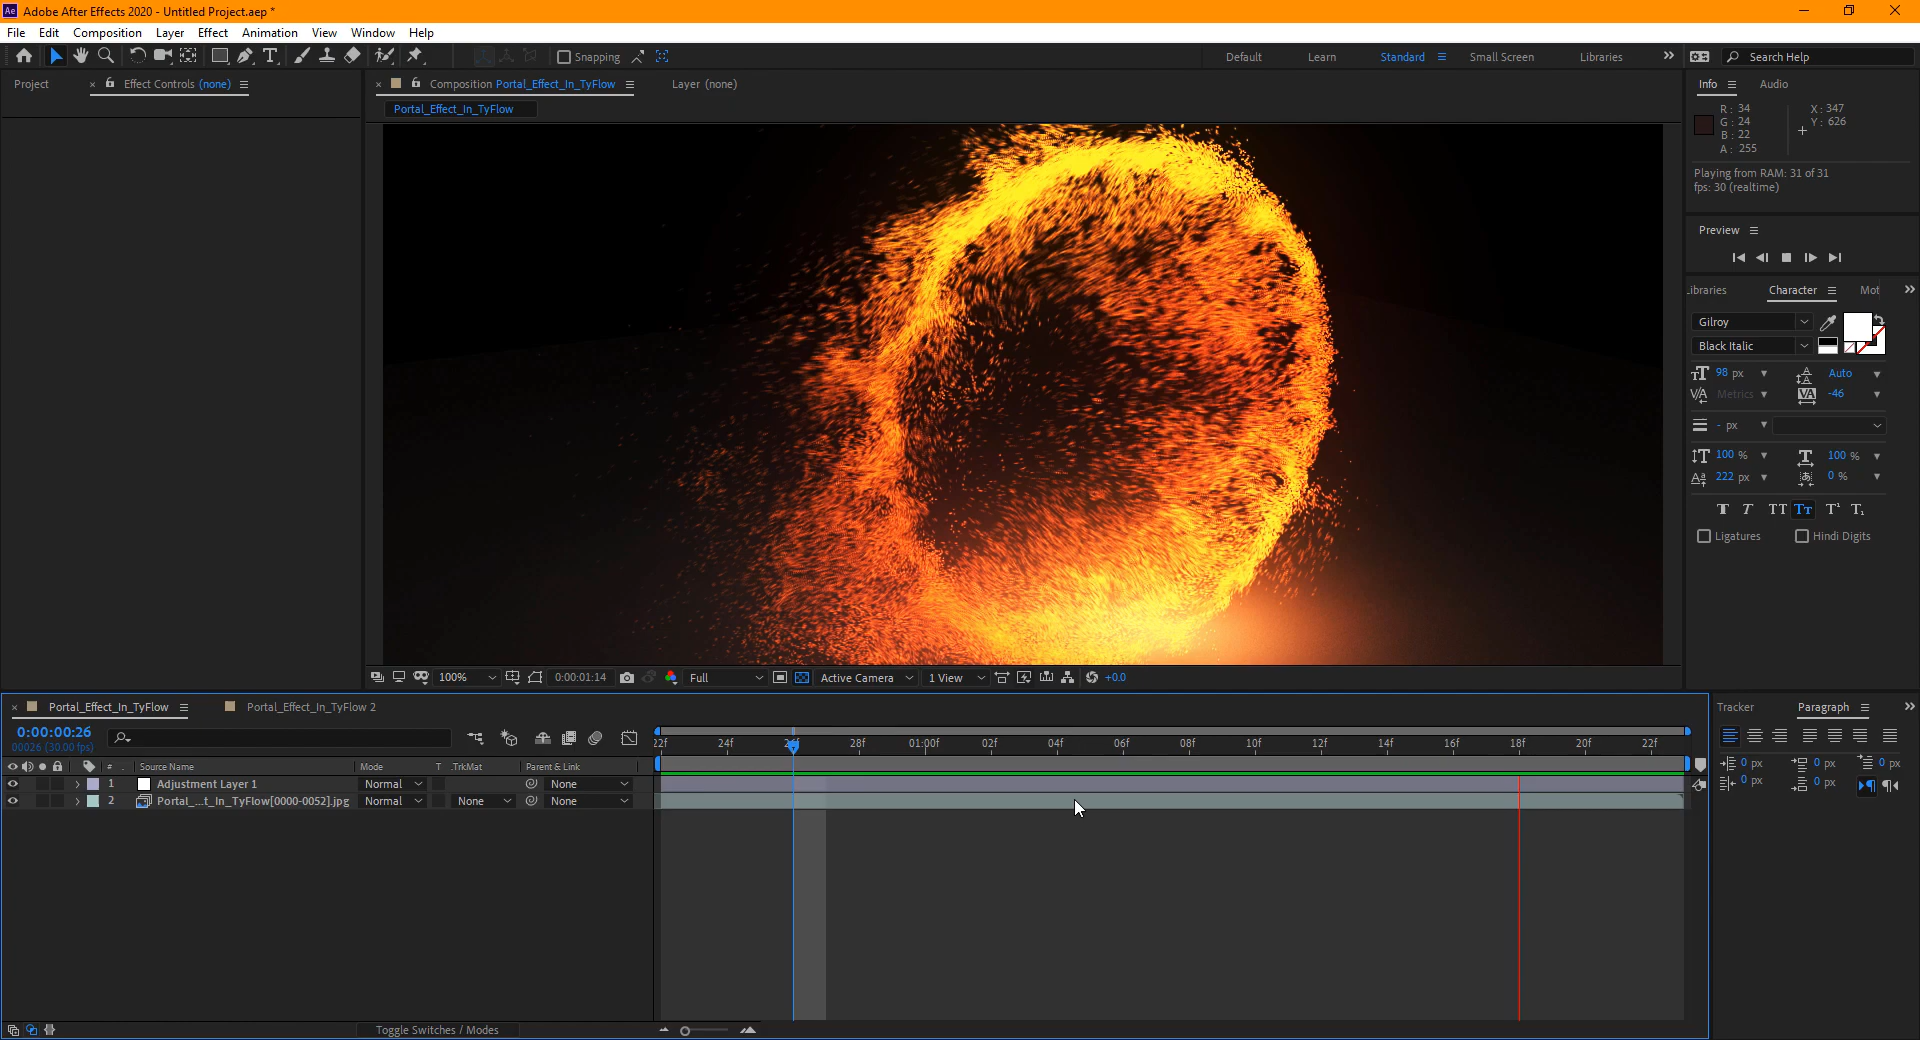 Ae Adobe After Effects 2020 - Untitled Project.aep *
File Edit Composition Layer Effect Animation View Window Help
Snapping Default Learn Standard Small Screen Libraries Search Help
Project Effect Controls (none) Composition Portal_Effect_In_TyFlow Layer (none) Info Audio
Portal_Effect_In_TyFlow
R: 34 X: 347
G: 24 Y: 626
B: 22
A: 255
Playing from RAM: 31 of 31
fps: 30 (realtime)
Preview
Libraries Character Mot
Gilroy
Black Italic
98 px Auto
Metrics -46
- px
100 % 100 %
222 px 0 %
Ligatures Hindi Digits
100% 0:00:01:14 Full Active Camera 1 View +0.0
Portal_Effect_In_TyFlow Portal_Effect_In_TyFlow 2 Tracker Paragraph
0:00:00:26
00026 (30.00 fps)
22f 24f 26f 28f 01:00f 02f 04f 06f 08f 10f 12f 14f 16f 18f 20f 22f
# Source Name Mode T .TrkMat Parent & Link
1 Adjustment Layer 1 Normal None
2 Portal_...t_In_TyFlow[0000-0052].jpg Normal None None
0 px 0 px 0 px
0 px 0 px
Toggle Switches / Modes